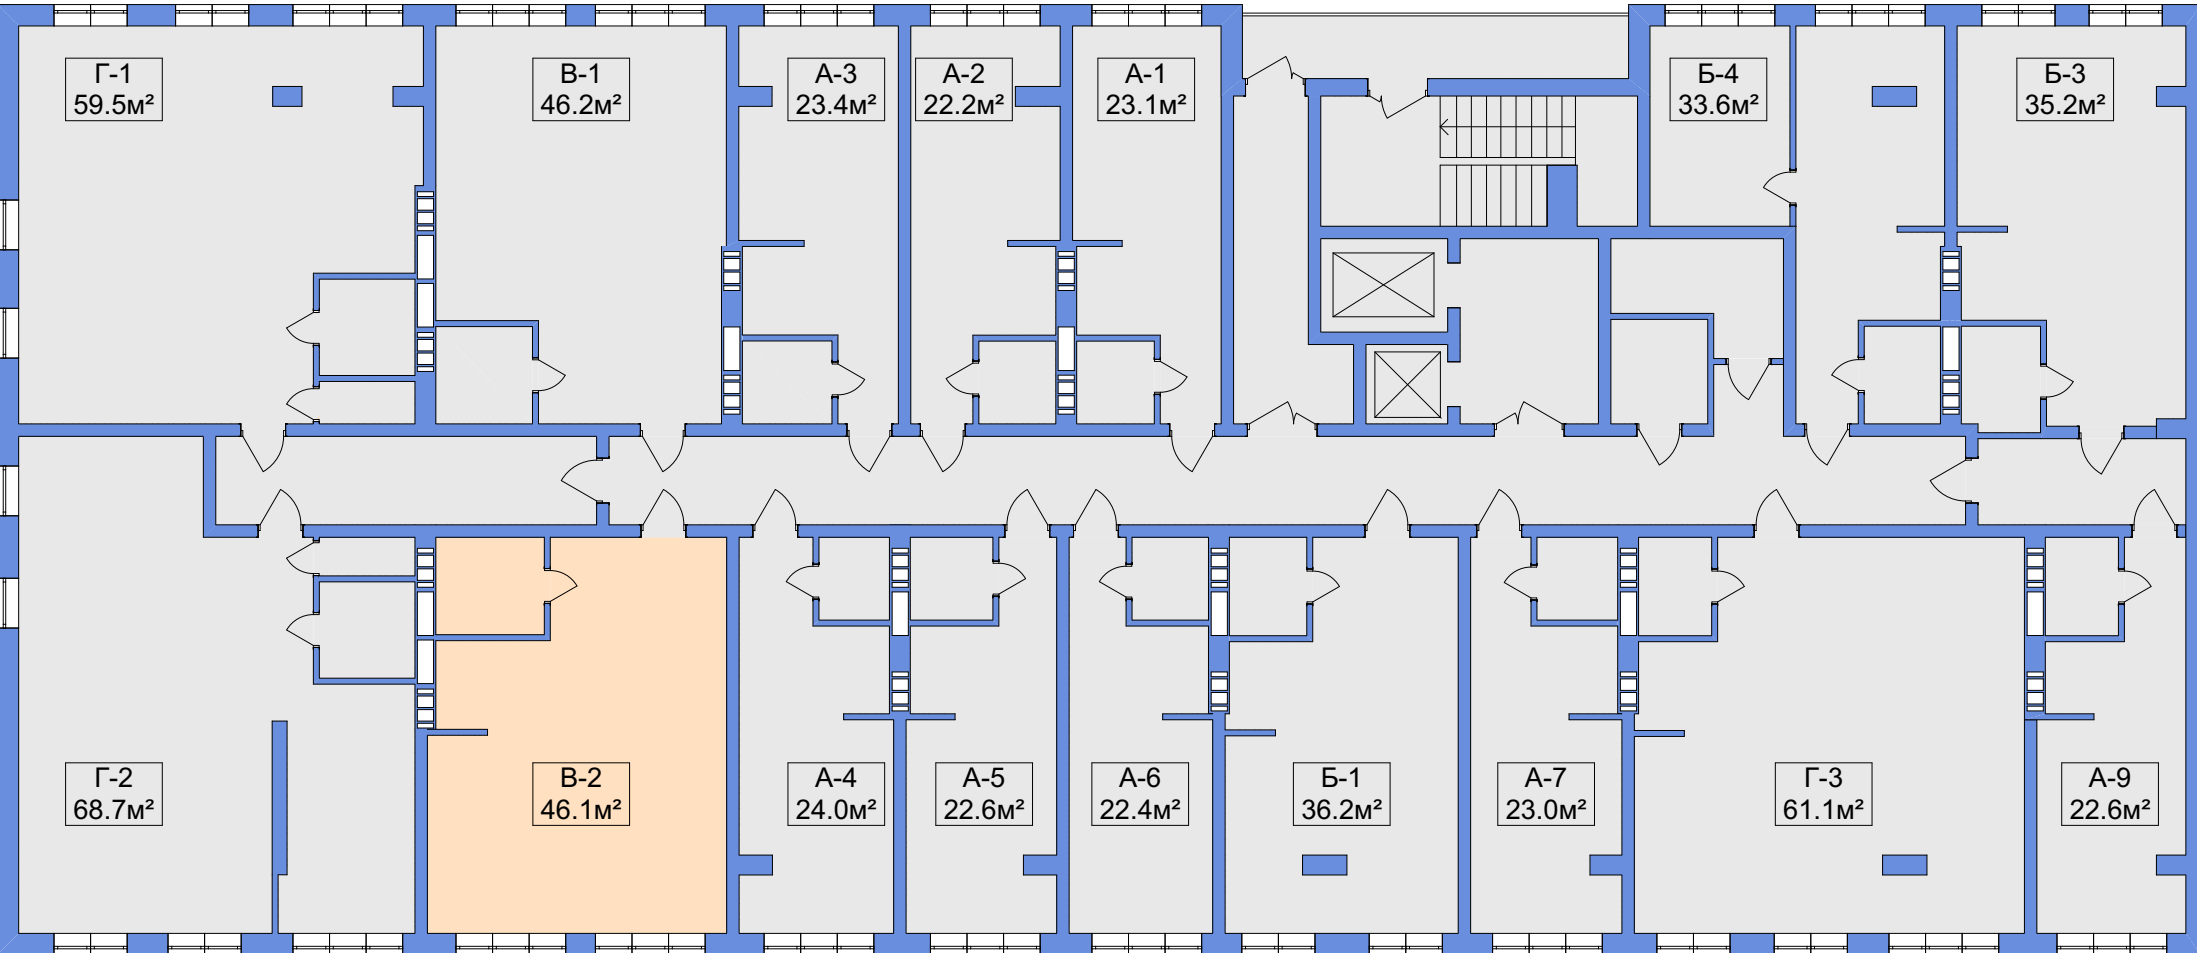 Г-1
59.5м²
В-1
46.2м²
А-3
23.4м²
А-2
22.2м²
А-1
23.1м²
Б-4
33.6м²
Б-3
35.2м²
Г-2
68.7м²
В-2
46.1м²
А-4
24.0м²
А-5
22.6м²
А-6
22.4м²
Б-1
36.2м²
А-7
23.0м²
Г-3
61.1м²
А-9
22.6м²